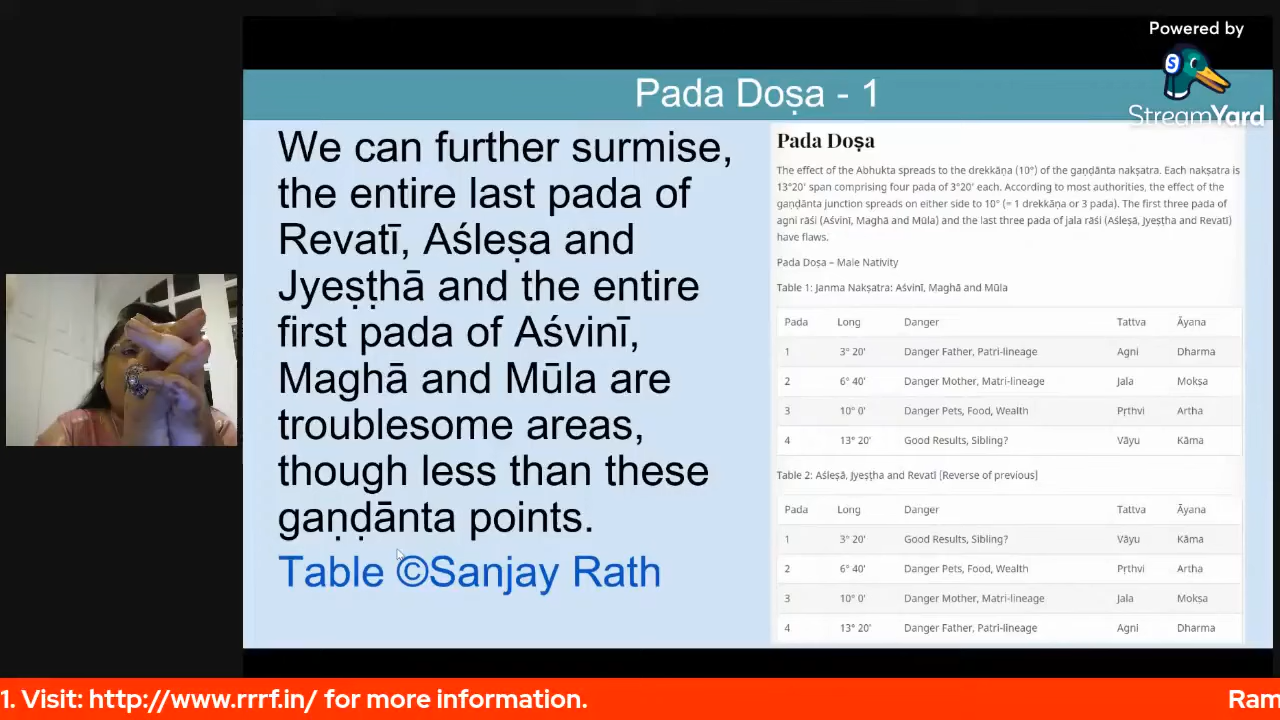 Powered by
S
StreamYard
Pada Doṣa - 1
We can further surmise,
the entire last pada of
Revatī, Aśleṣa and
Jyeṣṭhā and the entire
first pada of Aśvinī,
Maghā and Mūla are
troublesome areas,
though less than these
gaṇḍānta points.
Table ©Sanjay Rath
Pada Doṣa
The effect of the Abhukta spreads to the drekkāṇa (10°) of the gaṇḍānta nakṣatra. Each nakṣatra is
13°20' span comprising four pada of 3°20' each. According to most authorities, the effect of the
gaṇḍānta junction spreads on either side to 10° (= 1 drekkāṇa or 3 pada). The first three pada of
agni rāśi (Aśvinī, Maghā and Mūla) and the last three pada of jala rāśi (Aśleṣā, Jyeṣṭha and Revatī)
have flaws.
Pada Doṣa – Male Nativity
Table 1: Janma Nakṣatra: Aśvinī, Maghā and Mūla
Pada Long Danger Tattva Āyana
1 3° 20' Danger Father, Patri-lineage Agni Dharma
2 6° 40' Danger Mother, Matri-lineage Jala Mokṣa
3 10° 0' Danger Pets, Food, Wealth Pṛthvi Artha
4 13° 20' Good Results, Sibling? Vāyu Kāma
Table 2: Aśleṣā, Jyeṣṭha and Revatī [Reverse of previous]
Pada Long Danger Tattva Āyana
1 3° 20' Good Results, Sibling? Vāyu Kāma
2 6° 40' Danger Pets, Food, Wealth Pṛthvi Artha
3 10° 0' Danger Mother, Matri-lineage Jala Mokṣa
4 13° 20' Danger Father, Patri-lineage Agni Dharma
1. Visit: http://www.rrrf.in/ for more information. Ram